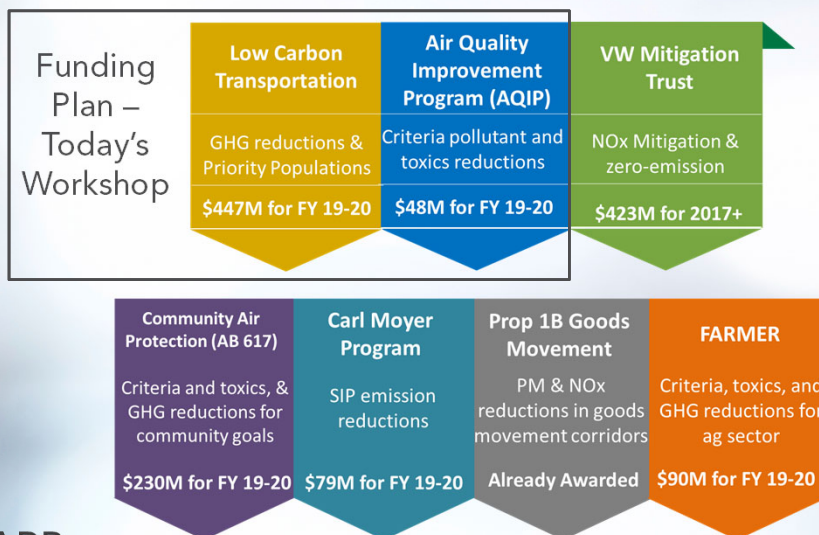 Funding
Plan –
Today's
Workshop
Low Carbon
Transportation
GHG reductions &
Priority Populations
$447M for FY 19-20
Air Quality
Improvement
Program (AQIP)
Criteria pollutant and
toxics reductions
$48M for FY 19-20
VW Mitigation
Trust
NOx Mitigation &
zero-emission
$423M for 2017+
Community Air
Protection (AB 617)
Criteria and toxics, &
GHG reductions for
community goals
$230M for FY 19-20
Carl Moyer
Program
SIP emission
reductions
$79M for FY 19-20
Prop 1B Goods
Movement
PM & NOx
reductions in goods
movement corridors
Already Awarded
FARMER
Criteria, toxics, and
GHG reductions for
ag sector
$90M for FY 19-20